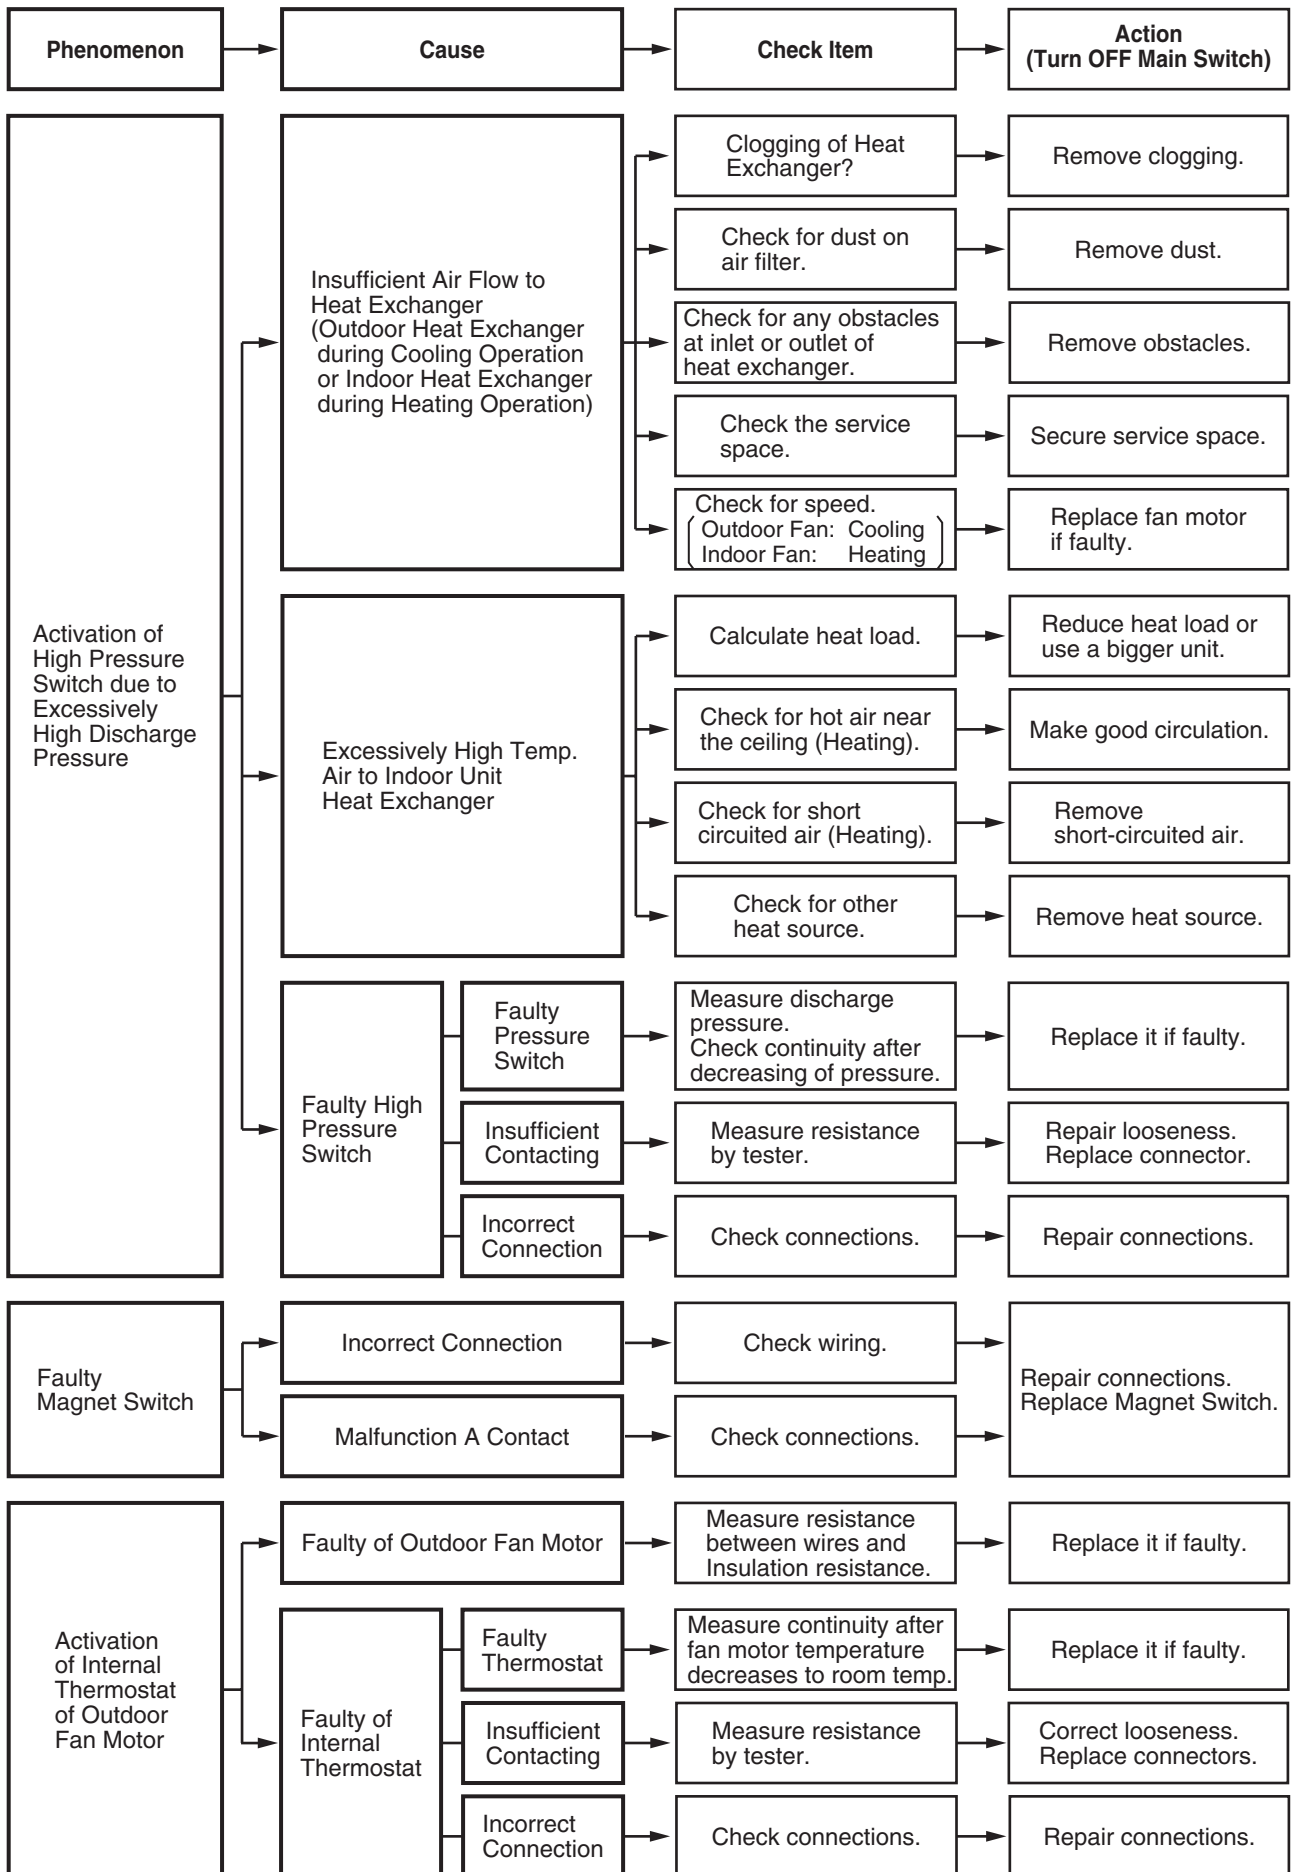 Phenomenon
Cause
Check Item
Action
(Turn OFF Main Switch)
Activation of
High Pressure
Switch due to
Excessively
High Discharge
Pressure
Insufficient Air Flow to
Heat Exchanger
(Outdoor Heat Exchanger
during Cooling Operation
or Indoor Heat Exchanger
during Heating Operation)
Clogging of Heat
Exchanger?
Remove clogging.
Check for dust on
air filter.
Remove dust.
Check for any obstacles
at inlet or outlet of
heat exchanger.
Remove obstacles.
Check the service
space.
Secure service space.
Check for speed.
Outdoor Fan: Cooling
Indoor Fan: Heating
Replace fan motor
if faulty.
Excessively High Temp.
Air to Indoor Unit
Heat Exchanger
Calculate heat load.
Reduce heat load or
use a bigger unit.
Check for hot air near
the ceiling (Heating).
Make good circulation.
Check for short
circuited air (Heating).
Remove
short-circuited air.
Check for other
heat source.
Remove heat source.
Faulty High
Pressure
Switch
Faulty
Pressure
Switch
Measure discharge
pressure.
Check continuity after
decreasing of pressure.
Replace it if faulty.
Insufficient
Contacting
Measure resistance
by tester.
Repair looseness.
Replace connector.
Incorrect
Connection
Check connections.
Repair connections.
Faulty
Magnet Switch
Incorrect Connection
Check wiring.
Malfunction A Contact
Check connections.
Repair connections.
Replace Magnet Switch.
Activation
of Internal
Thermostat
of Outdoor
Fan Motor
Faulty of Outdoor Fan Motor
Measure resistance
between wires and
Insulation resistance.
Replace it if faulty.
Faulty of
Internal
Thermostat
Faulty
Thermostat
Measure continuity after
fan motor temperature
decreases to room temp.
Replace it if faulty.
Insufficient
Contacting
Measure resistance
by tester.
Correct looseness.
Replace connectors.
Incorrect
Connection
Check connections.
Repair connections.